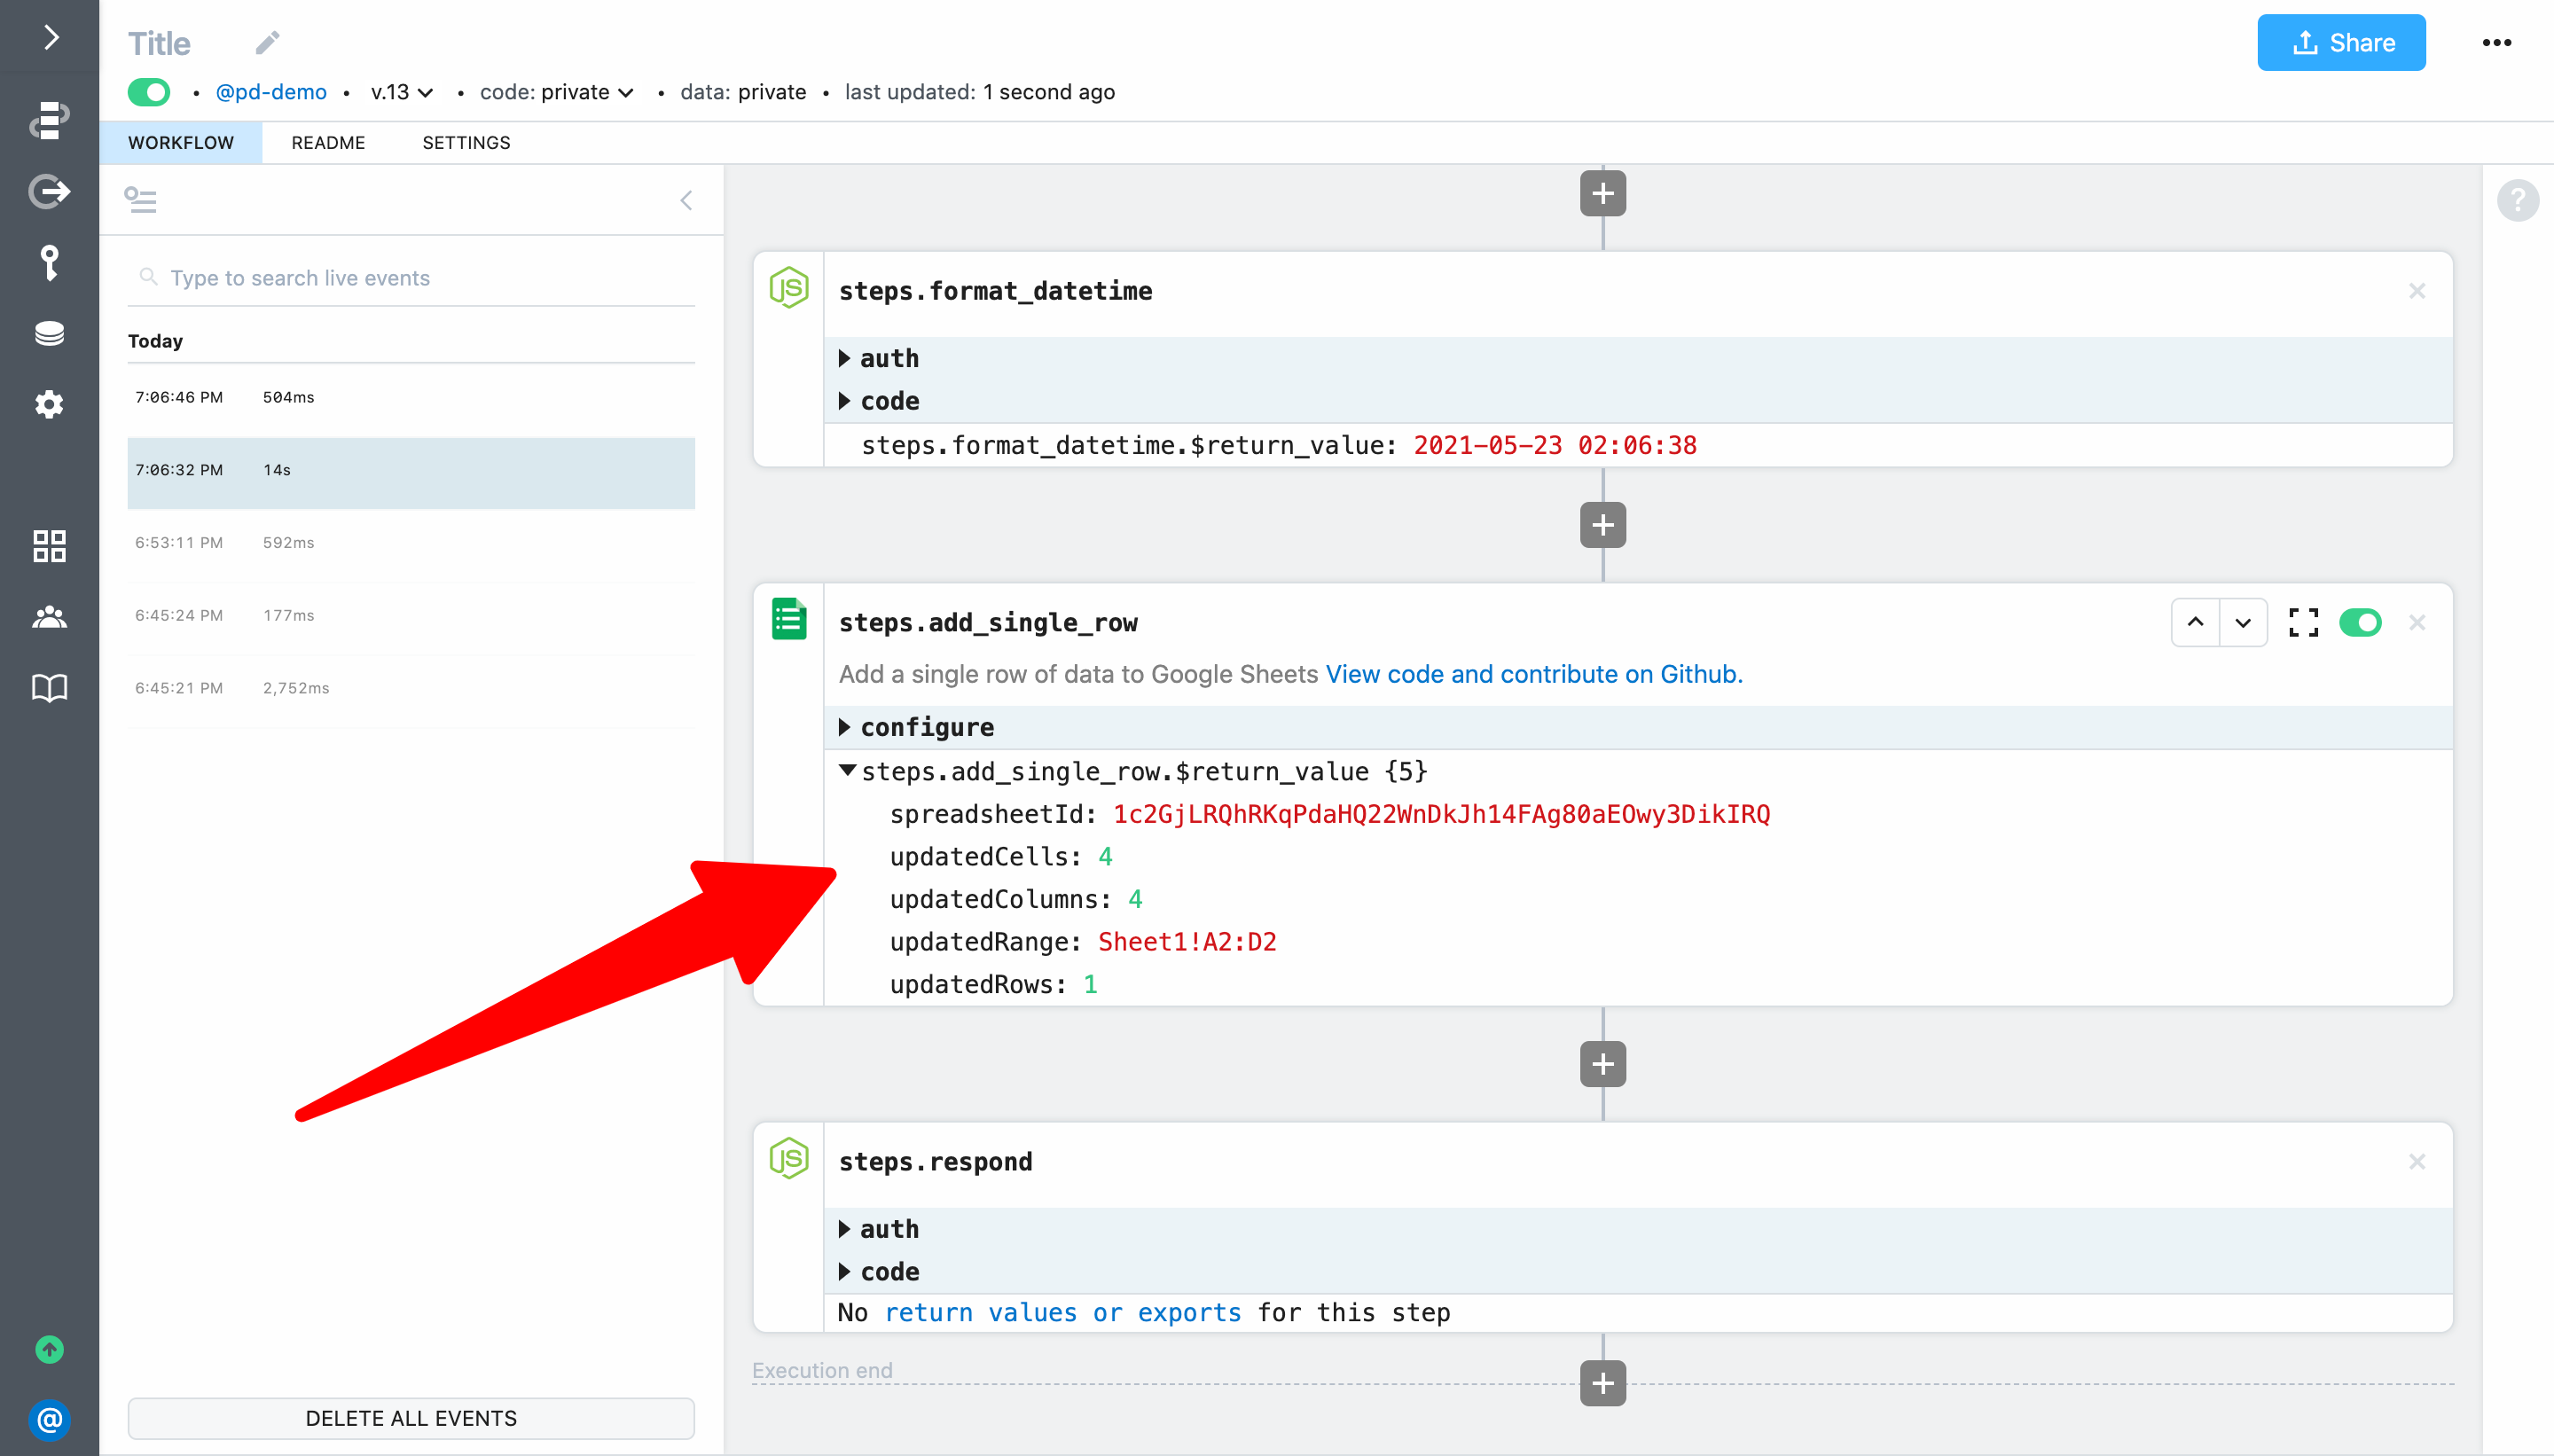 Title
Share
@pd-demo • v.13 • code: private • data: private • last updated: 1 second ago
WORKFLOW README SETTINGS
Type to search live events
Today
7:06:46 PM 504ms
7:06:32 PM 14s
6:53:11 PM 592ms
6:45:24 PM 177ms
6:45:21 PM 2,752ms
DELETE ALL EVENTS
JS
steps.format_datetime
auth
code
steps.format_datetime.$return_value: 2021-05-23 02:06:38
steps.add_single_row
Add a single row of data to Google Sheets View code and contribute on Github.
configure
steps.add_single_row.$return_value {5}
spreadsheetId: 1c2GjLRQhRKqPdaHQ22WnDkJh14FAg80aEOwy3DikIRQ
updatedCells: 4
updatedColumns: 4
updatedRange: Sheet1!A2:D2
updatedRows: 1
JS
steps.respond
auth
code
No return values or exports for this step
Execution end